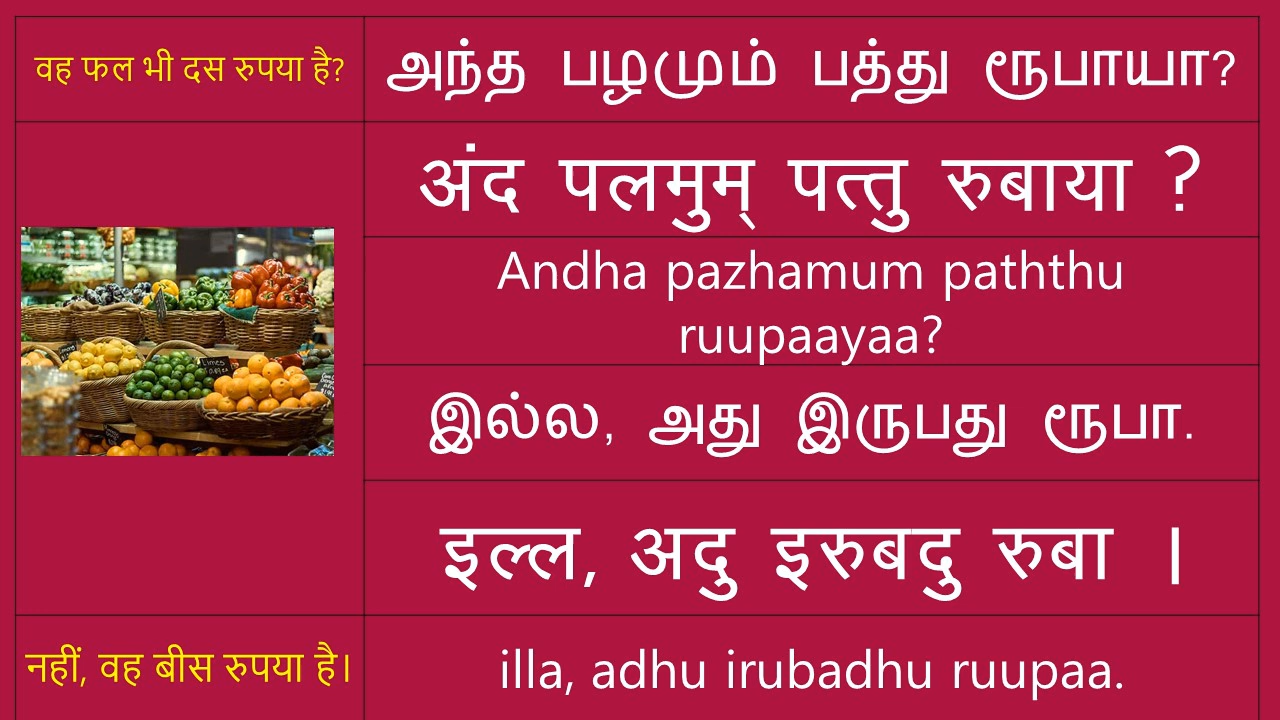 वह फल भी दस रुपया है?
அந்த பழமும் பத்து ரூபாயா?
अंद पलमुम् पत्तु रुबाया ?
Andha pazhamum paththu
ruupaayaa?
Limes
இல்ல, அது இருபது ரூபா.
इल्ल, अदु इरुबदु रुबा ।
नहीं, वह बीस रुपया है।
illa, adhu irubadhu ruupaa.